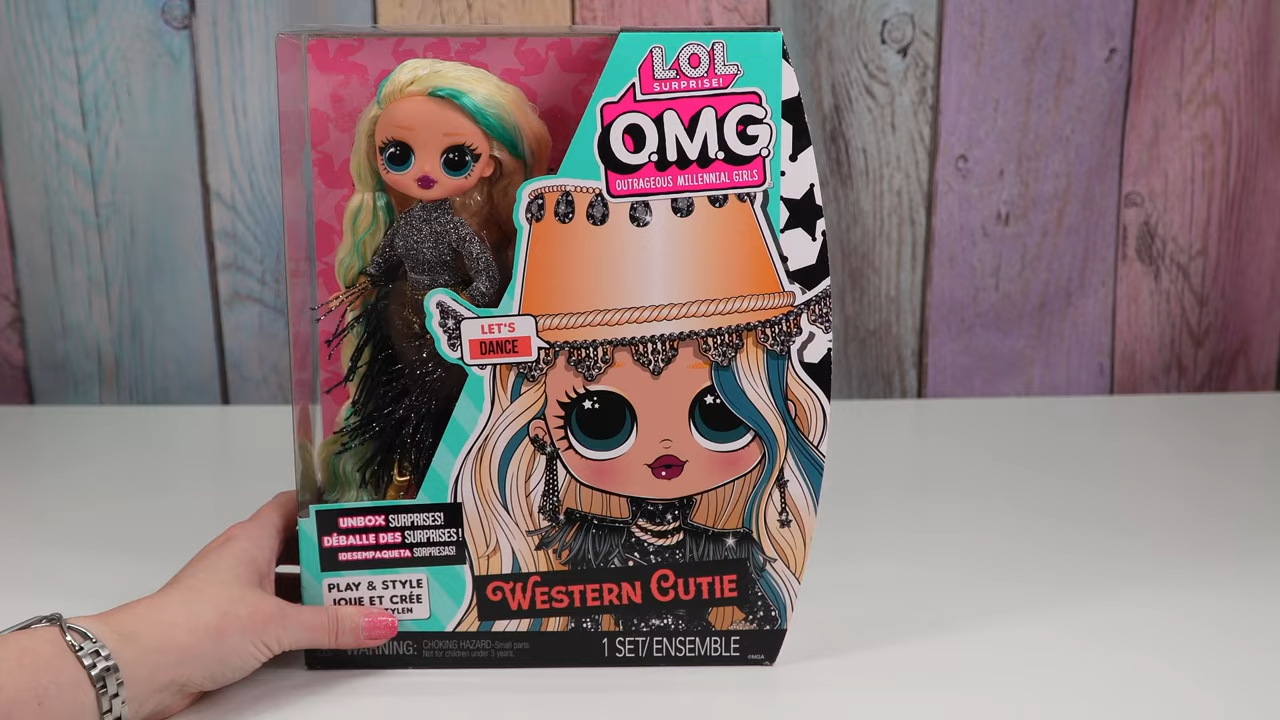 LOL
SURPRISE!
O.M.G.
OUTRAGEOUS MILLENNIAL GIRLS
LET'S
DANCE
UNBOX SURPRISES!
DÉBALLE DES SURPRISES!
¡DESEMPAQUETA SORPRESAS!
PLAY & STYLE
JOUE ET CRÉE
WESTERN CUTIE
WARNING: CHOKING HAZARD-Small parts
Not for children under 3 years.
1 SET/ENSEMBLE
©MGA